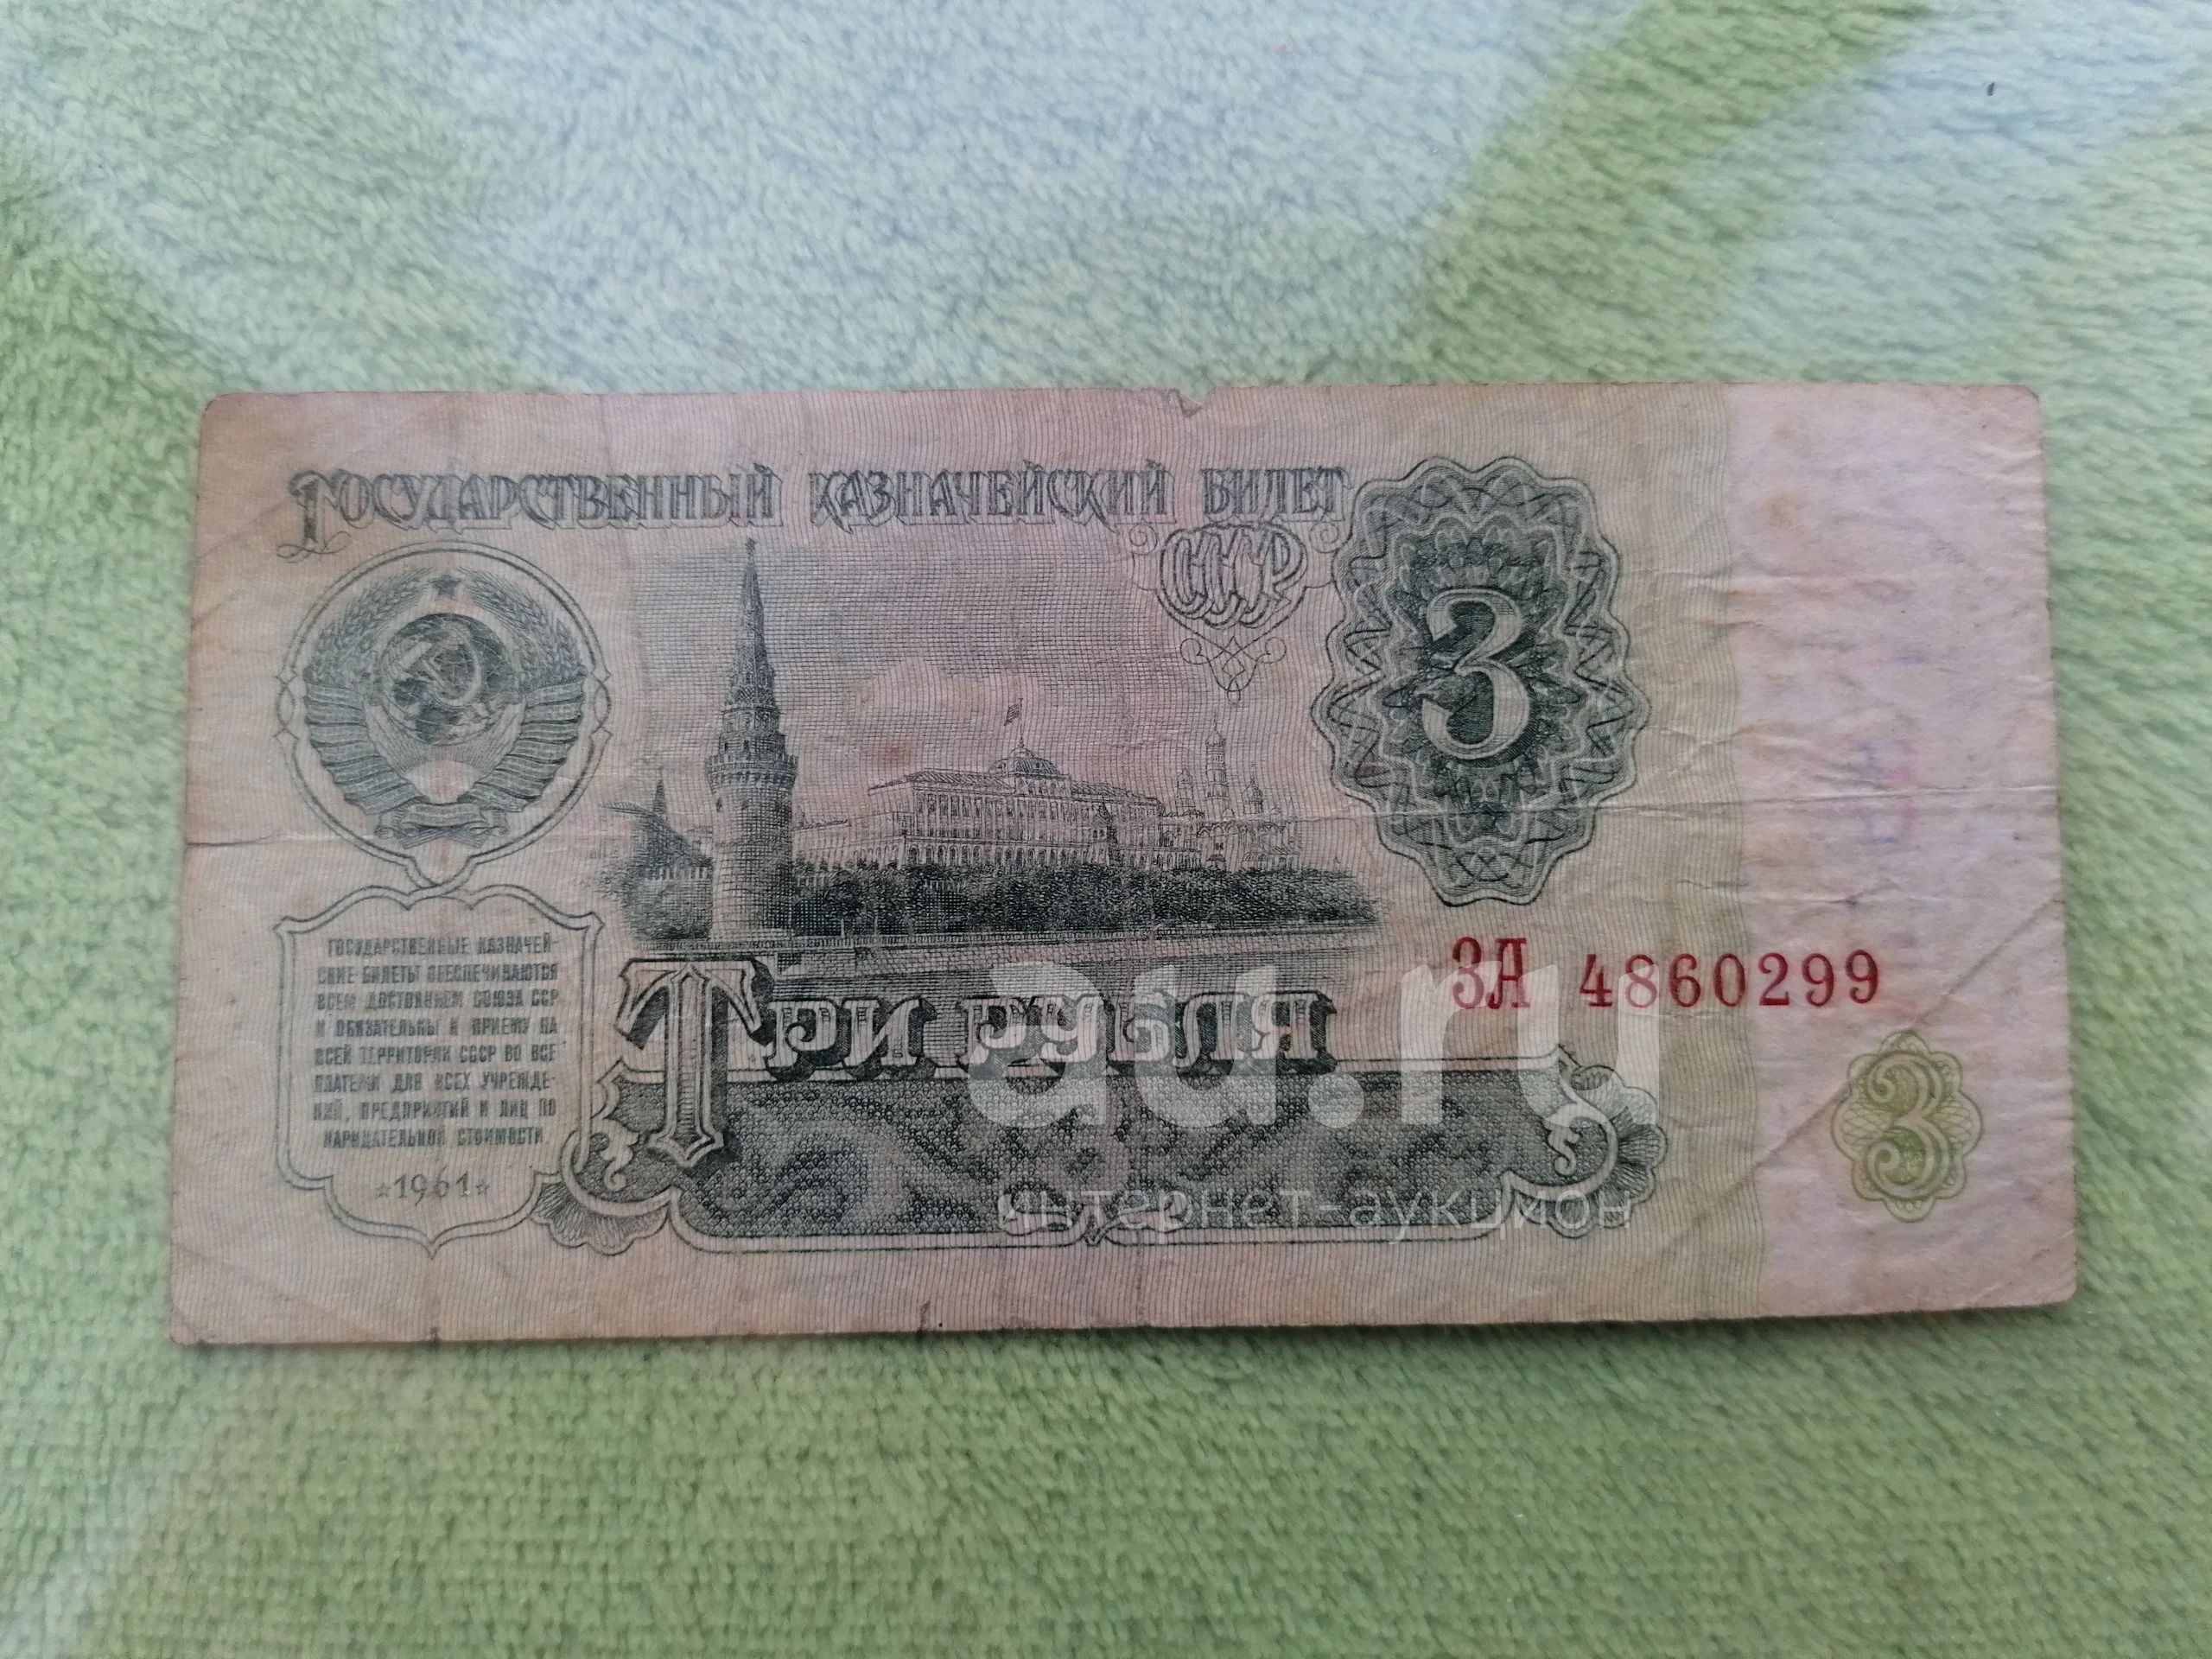 ГОСУДАРСТВЕННЫЙ КАЗНАЧЕЙСКИЙ БИЛЕТ
СССР
3
ГОСУДАРСТВЕННЫЕ КАЗНАЧЕЙ-
СКИЕ БИЛЕТЫ ОБЕСПЕЧИВАЮТСЯ
ВСЕМ ДОСТОЯНИЕМ СОЮЗА ССР
И ОБЯЗАТЕЛЬНЫ К ПРИЕМУ НА
ВСЕЙ ТЕРРИТОРИИ СССР ВО ВСЕ
ПЛАТЕЖИ ДЛЯ ВСЕХ УЧРЕЖДЕ-
НИЙ, ПРЕДПРИЯТИЙ И ЛИЦ ПО
НАРИЦАТЕЛЬНОЙ СТОИМОСТИ
1961
ТРИ РУБЛЯ
ЗА 4860299
3
au.ru
интернет-аукцион